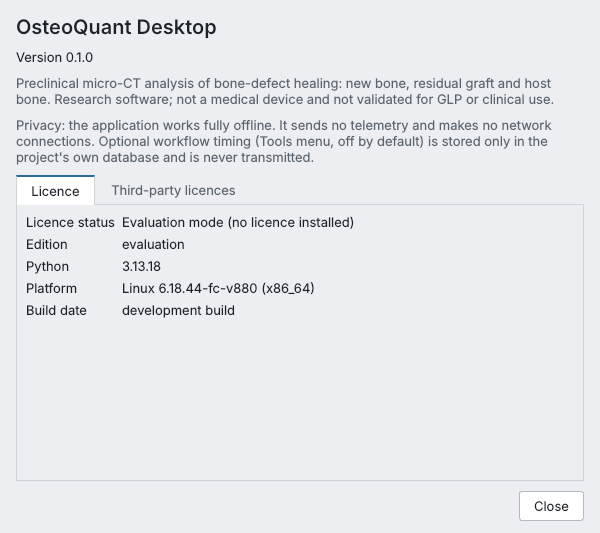 OsteoQuant Desktop
Version 0.1.0
Preclinical micro-CT analysis of bone-defect healing: new bone, residual graft and host
bone. Research software; not a medical device and not validated for GLP or clinical use.
Privacy: the application works fully offline. It sends no telemetry and makes no network
connections. Optional workflow timing (Tools menu, off by default) is stored only in the
project's own database and is never transmitted.
Licence Third-party licences
Licence status Evaluation mode (no licence installed)
Edition evaluation
Python 3.13.18
Platform Linux 6.18.44-fc-v880 (x86_64)
Build date development build
Close